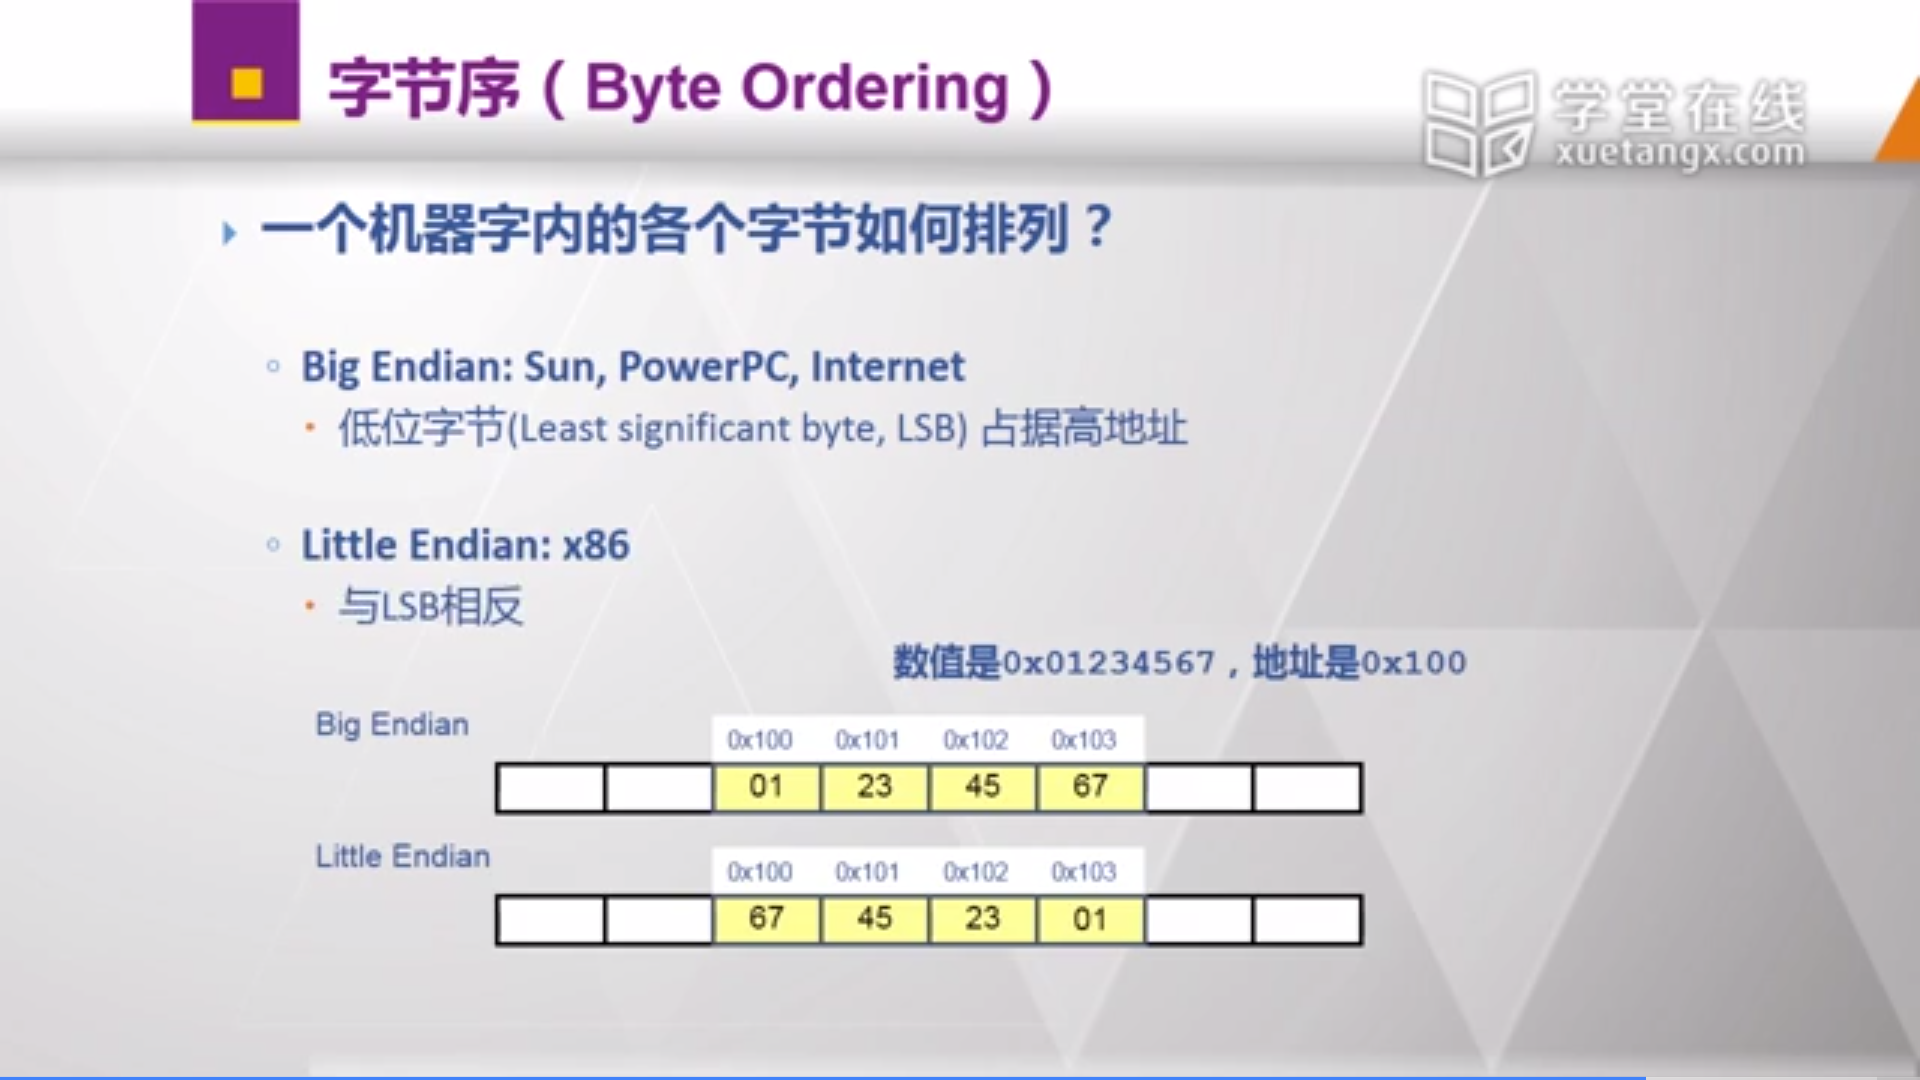 字节序（Byte Ordering）
学堂在线
xuetangx.com
一个机器字内的各个字节如何排列？
Big Endian: Sun, PowerPC, Internet
低位字节(Least significant byte, LSB) 占据高地址
Little Endian: x86
与LSB相反
数值是0x01234567，地址是0x100
Big Endian
0x100 0x101 0x102 0x103
01 23 45 67
Little Endian
0x100 0x101 0x102 0x103
67 45 23 01